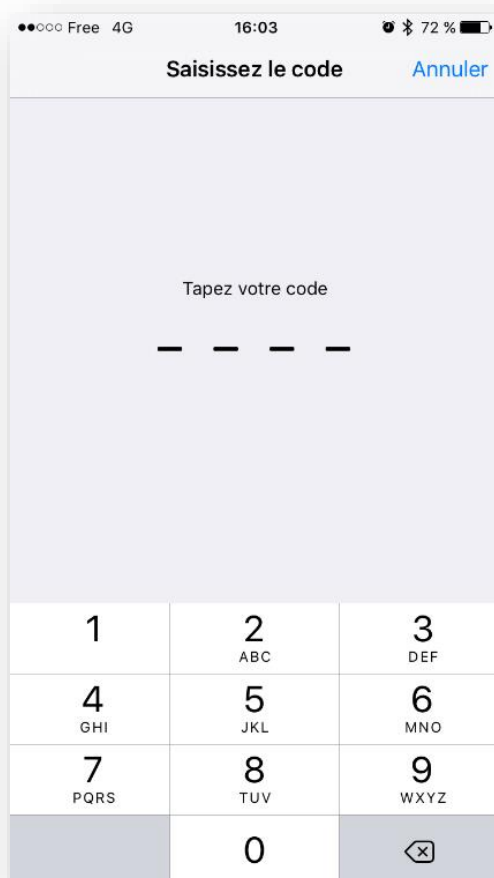 Free 4G 16:03 72 %
Saisissez le code Annuler
Tapez votre code
1 2 3
ABC DEF
4 5 6
GHI JKL MNO
7 8 9
PQRS TUV WXYZ
0